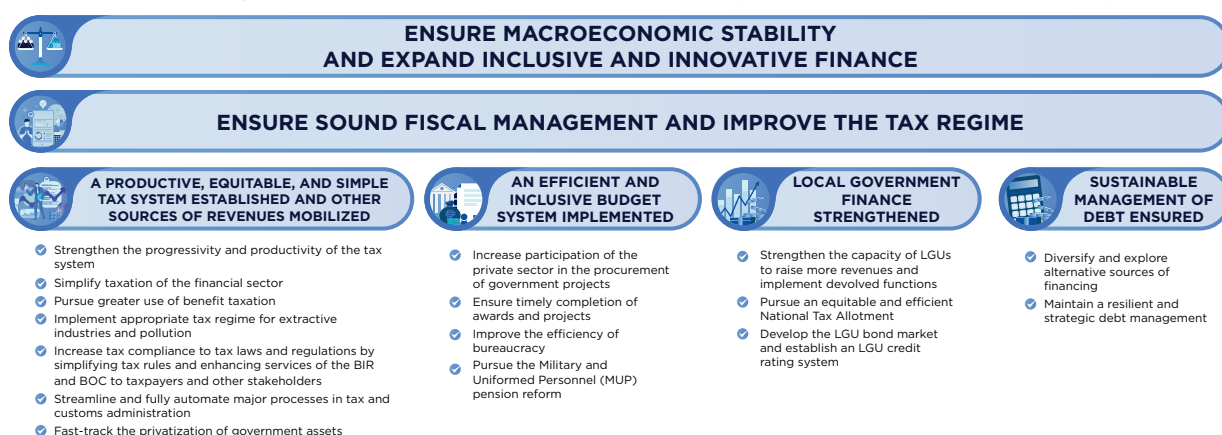 ENSURE MACROECONOMIC STABILITY
AND EXPAND INCLUSIVE AND INNOVATIVE FINANCE
ENSURE SOUND FISCAL MANAGEMENT AND IMPROVE THE TAX REGIME
A PRODUCTIVE, EQUITABLE, AND SIMPLE
TAX SYSTEM ESTABLISHED AND OTHER
SOURCES OF REVENUES MOBILIZED
Strengthen the progressivity and productivity of the tax
system
Simplify taxation of the financial sector
Pursue greater use of benefit taxation
Implement appropriate tax regime for extractive
industries and pollution
Increase tax compliance to tax laws and regulations by
simplifying tax rules and enhancing services of the BIR
and BOC to taxpayers and other stakeholders
Streamline and fully automate major processes in tax and
customs administration
Fast-track the privatization of government assets
AN EFFICIENT AND
INCLUSIVE BUDGET
SYSTEM IMPLEMENTED
Increase participation of the
private sector in the procurement
of government projects
Ensure timely completion of
awards and projects
Improve the efficiency of
bureaucracy
Pursue the Military and
Uniformed Personnel (MUP)
pension reform
LOCAL GOVERNMENT
FINANCE
STRENGTHENED
Strengthen the capacity of LGUs
to raise more revenues and
implement devolved functions
Pursue an equitable and efficient
National Tax Allotment
Develop the LGU bond market
and establish an LGU credit
rating system
SUSTAINABLE
MANAGEMENT OF
DEBT ENSURED
Diversify and explore
alternative sources of
financing
Maintain a resilient and
strategic debt management